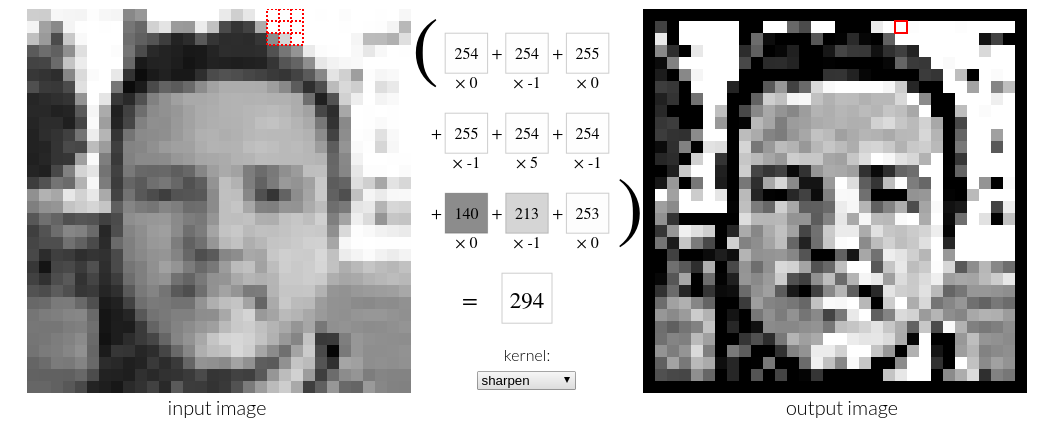 ( 254 + 254 + 255
× 0 × -1 × 0
+ 255 + 254 + 254
× -1 × 5 × -1
+ 140 + 213 + 253 )
× 0 × -1 × 0
= 294
kernel:
sharpen
input image
output image